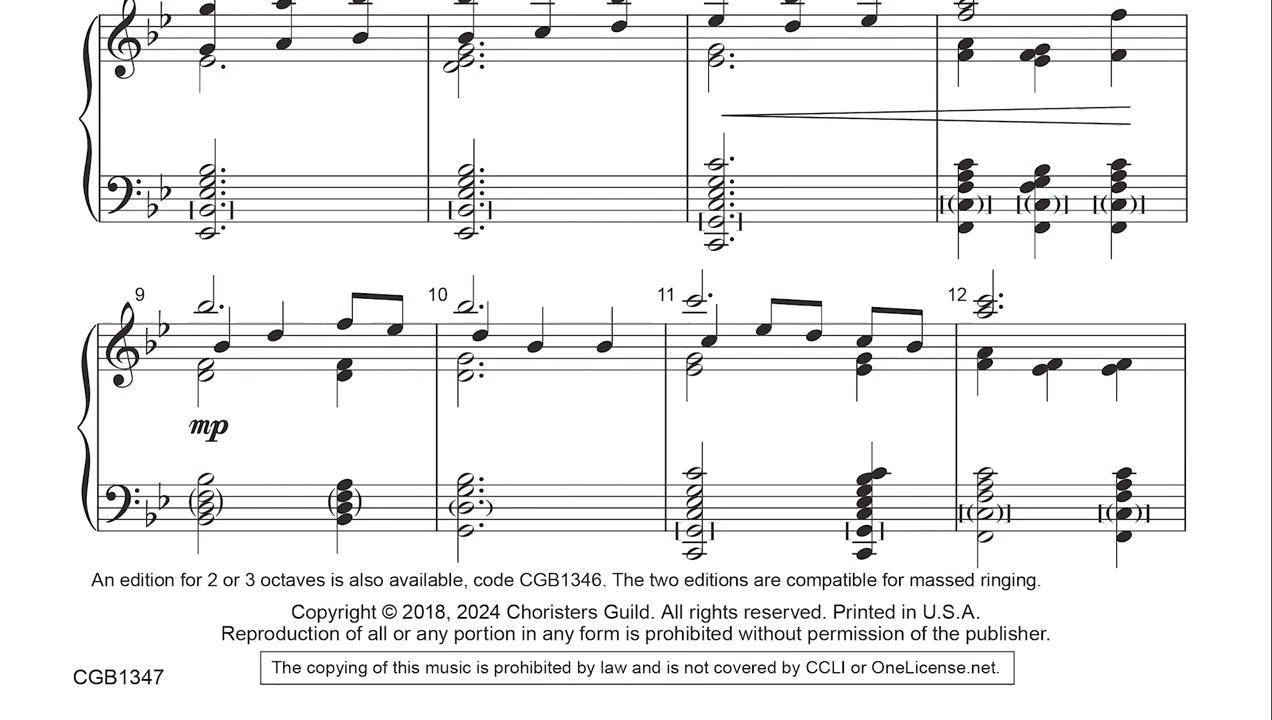 9 10 11 12
mp
An edition for 2 or 3 octaves is also available, code CGB1346. The two editions are compatible for massed ringing.
Copyright © 2018, 2024 Choristers Guild. All rights reserved. Printed in U.S.A.
Reproduction of all or any portion in any form is prohibited without permission of the publisher.
The copying of this music is prohibited by law and is not covered by CCLI or OneLicense.net.
CGB1347